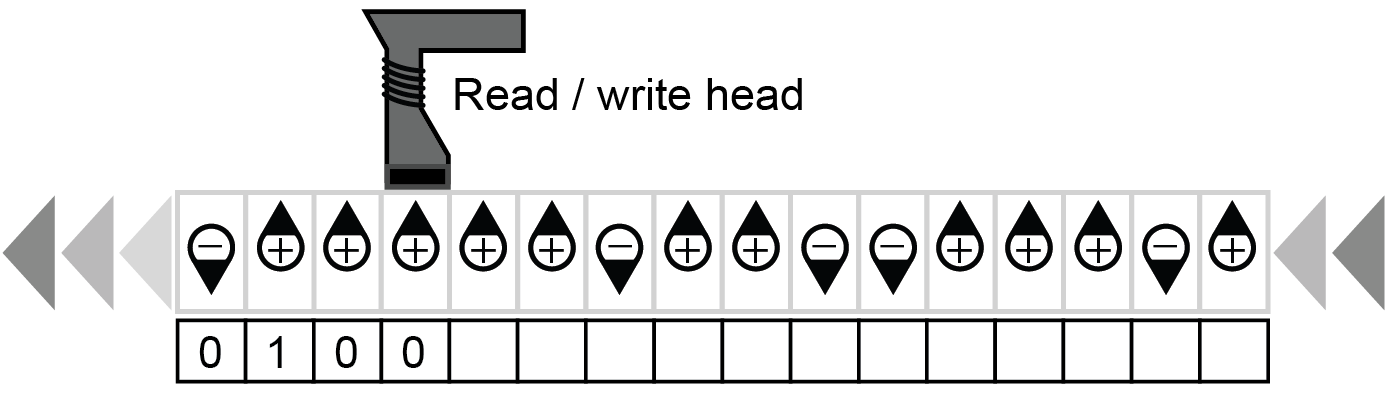 Read / write head
− + + + + + − + + − − + + + − +
0 1 0 0